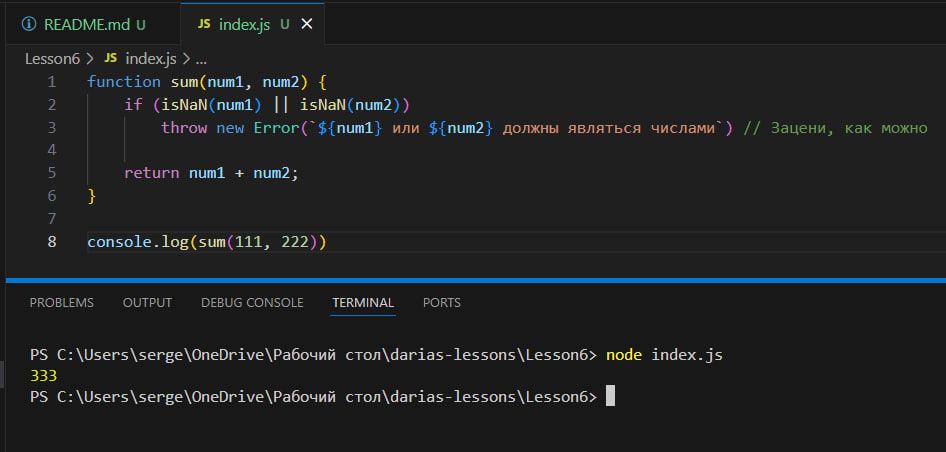 README.md U
JS index.js U ×
Lesson6 > JS index.js > ...
1 function sum(num1, num2) {
2 if (isNaN(num1) || isNaN(num2))
3 throw new Error(`${num1} или ${num2} должны являться числами`) // Зацени, как можно
4
5 return num1 + num2;
6 }
7
8 console.log(sum(111, 222))
PROBLEMS OUTPUT DEBUG CONSOLE TERMINAL PORTS
PS C:\Users\serge\OneDrive\Рабочий стол\darias-lessons\Lesson6> node index.js
333
PS C:\Users\serge\OneDrive\Рабочий стол\darias-lessons\Lesson6>